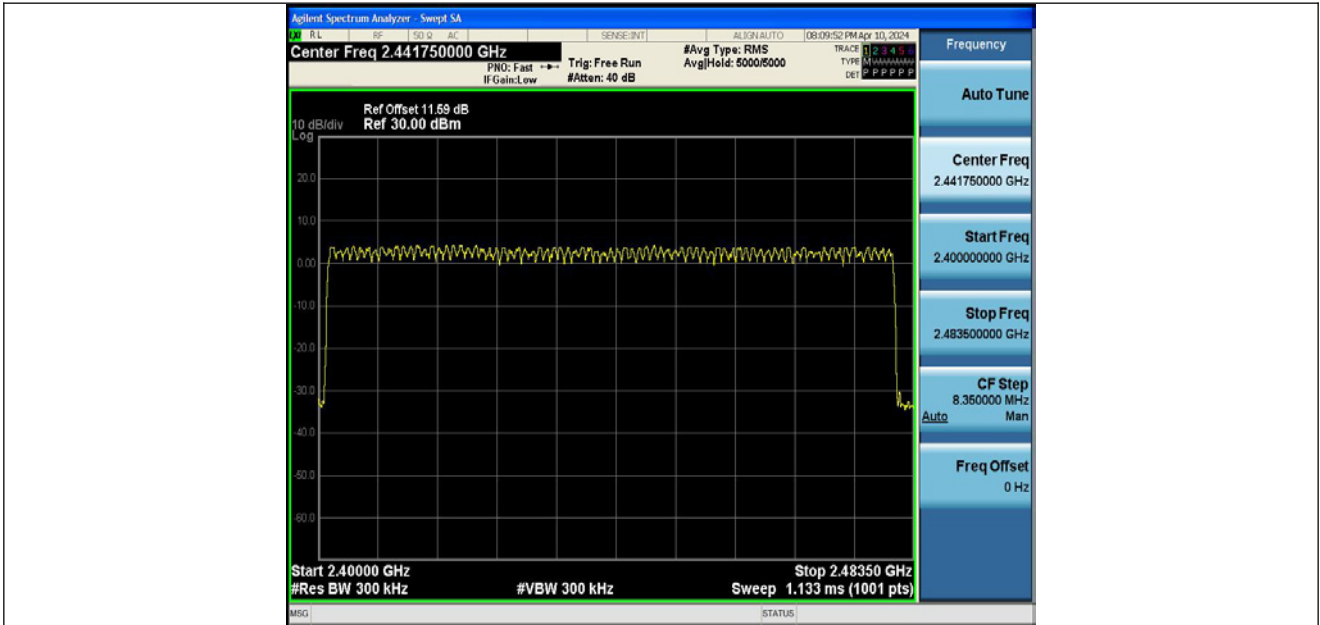 Agilent Spectrum Analyzer - Swept SA
LXI RL RF 50 Ω AC SENSE:INT ALIGN AUTO 08:09:52 PM Apr 10, 2024
Center Freq 2.441750000 GHz
#Avg Type: RMS
TRACE 1 2 3 4 5 6
PNO: Fast
Trig: Free Run
Avg|Hold: 5000/5000
TYPE M
IFGain:Low
#Atten: 40 dB
DET P P P P P P
Ref Offset 11.59 dB
10 dB/div Ref 30.00 dBm
Log
20.0
10.0
0.00
-10.0
-20.0
-30.0
-40.0
-50.0
-60.0
Start 2.40000 GHz Stop 2.48350 GHz
#Res BW 300 kHz #VBW 300 kHz Sweep 1.133 ms (1001 pts)
MSG STATUS
Frequency
Auto Tune
Center Freq
2.441750000 GHz
Start Freq
2.400000000 GHz
Stop Freq
2.483500000 GHz
CF Step
8.350000 MHz
Auto Man
Freq Offset
0 Hz